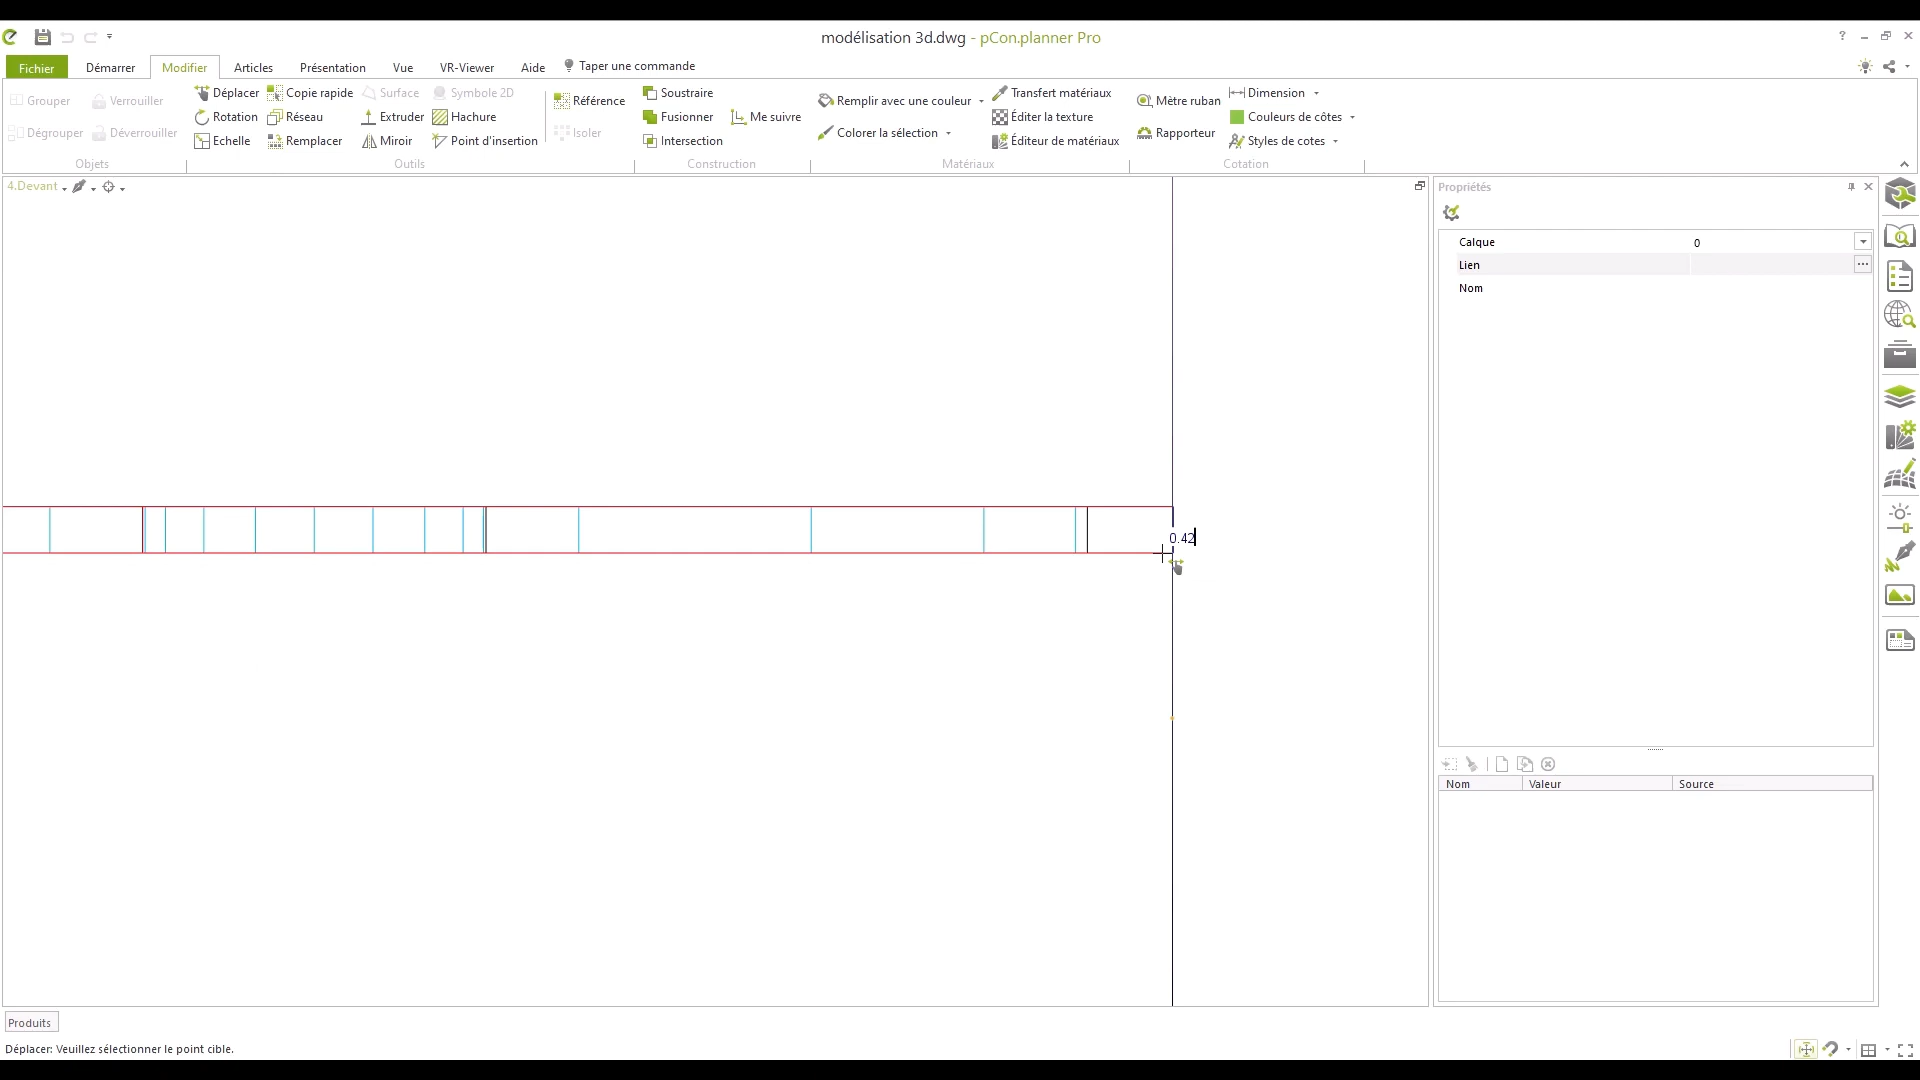 modélisation 3d.dwg - pCon.planner Pro
?
Fichier Démarrer Modifier Articles Présentation Vue VR-Viewer Aide Taper une commande
Grouper Verrouiller Déplacer Copie rapide Surface Symbole 2D Référence Soustraire Remplir avec une couleur Transfert matériaux Mètre ruban Dimension
Rotation Réseau Extruder Hachure Fusionner Me suivre Éditer la texture Couleurs de côtes
Dégrouper Déverrouiller Echelle Remplacer Miroir Point d'insertion Isoler Intersection Colorer la sélection Éditeur de matériaux Rapporteur Styles de cotes
Objets Outils Construction Matériaux Cotation
4.Devant
Propriétés
Calque 0
Lien ...
Nom
0.42
Nom Valeur Source
Produits
Déplacer: Veuillez sélectionner le point cible.